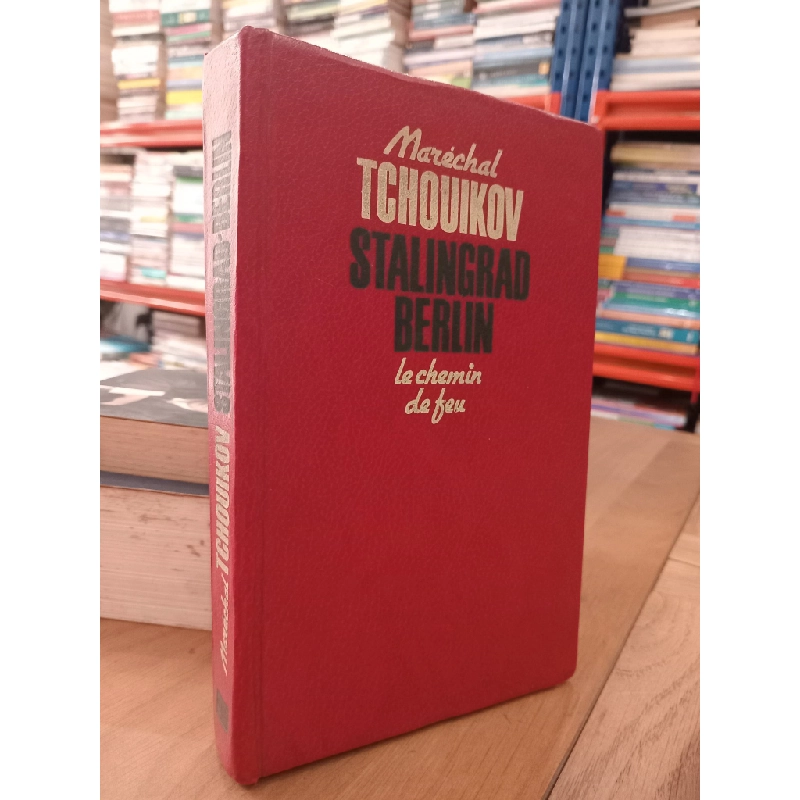 Maréchal
TCHOUIKOV
STALINGRAD
BERLIN
le chemin
de feu
Maréchal TCHOUIKOV STALINGRAD-BERLIN